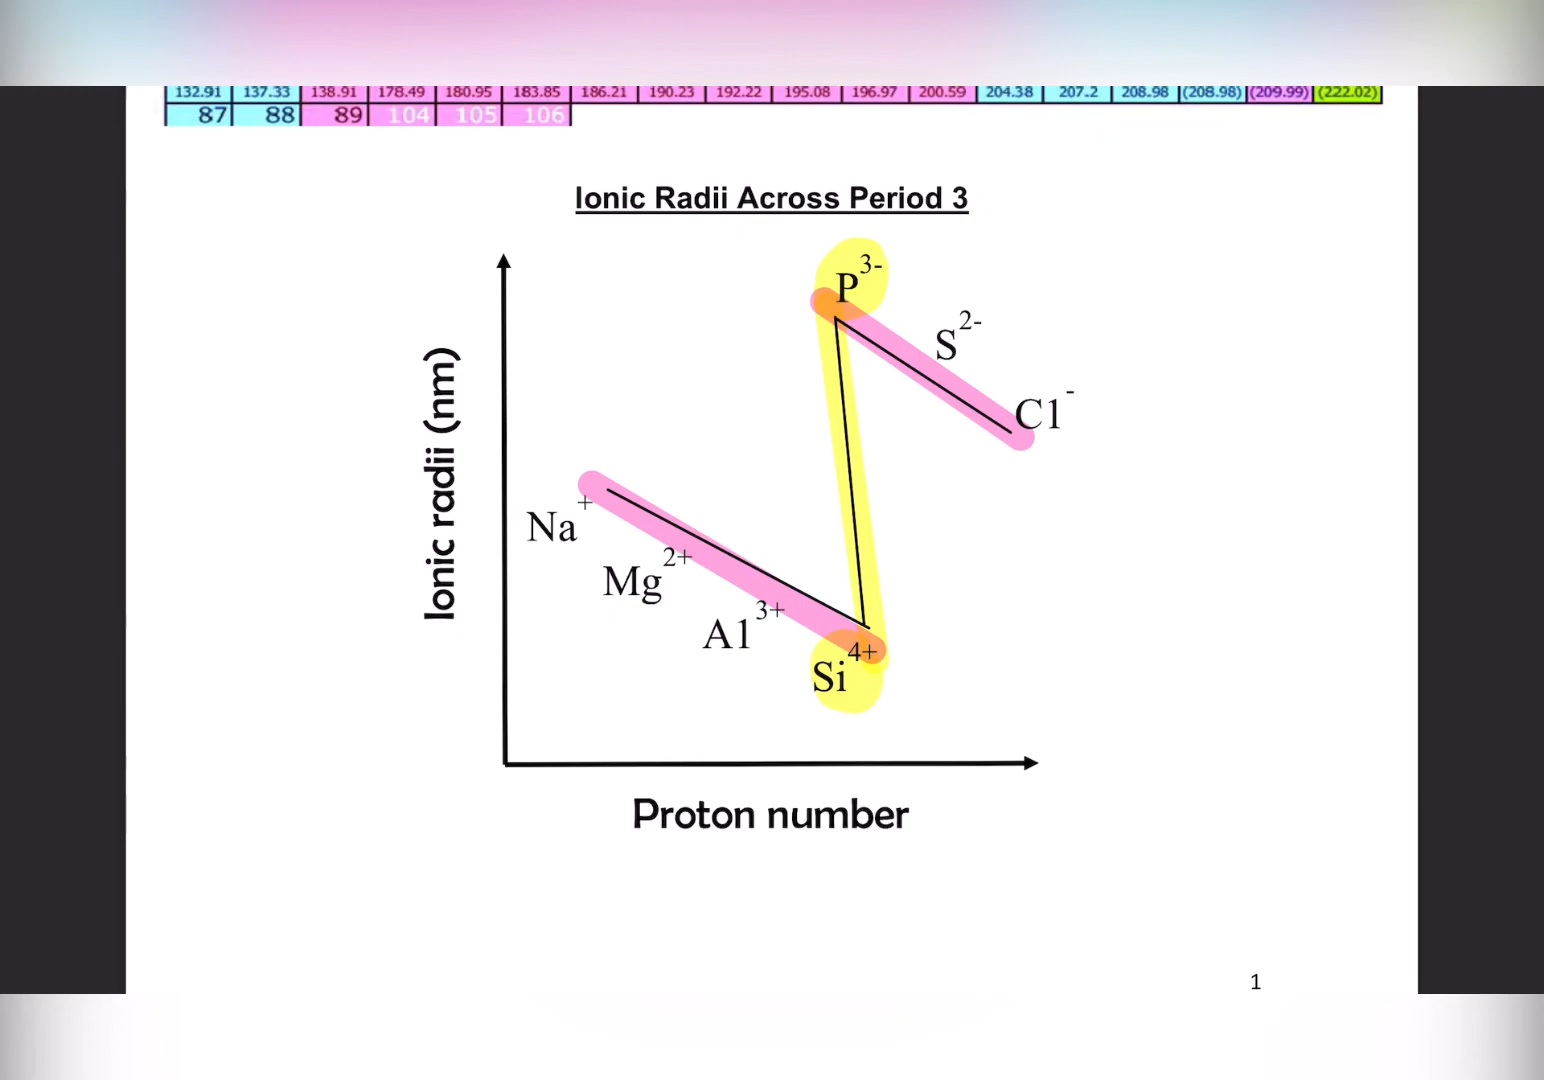 132.91 137.33 138.91 178.49 180.95 183.85 186.21 190.23 192.22 195.08 196.97 200.59 204.38 207.2 208.98 (208.98) (209.99) (222.02)
87 88 89 104 105 106
Ionic Radii Across Period 3
P³⁻
S²⁻
Cl⁻
Na⁺
Mg²⁺
Al³⁺
Si⁴⁺
Ionic radii (nm)
Proton number
1